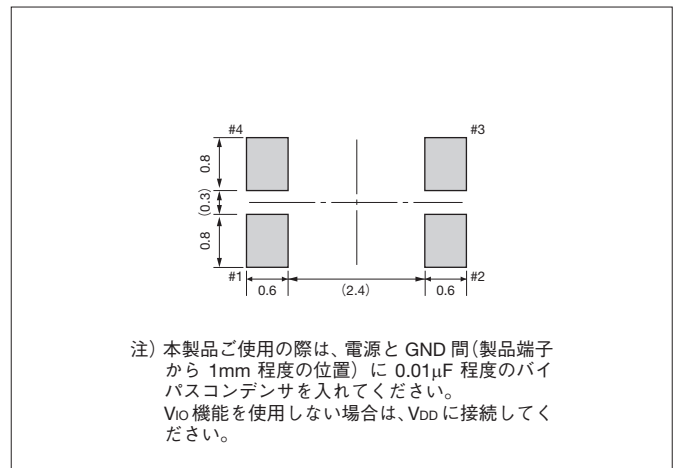 #4
#3
0.8
(0.3)
0.8
#1
#2
0.6
(2.4)
0.6
注）本製品ご使用の際は、電源と GND 間（製品端子
から 1mm 程度の位置）に 0.01µF 程度のバイ
パスコンデンサを入れてください。
VIO 機能を使用しない場合は、VDD に接続してく
ださい。